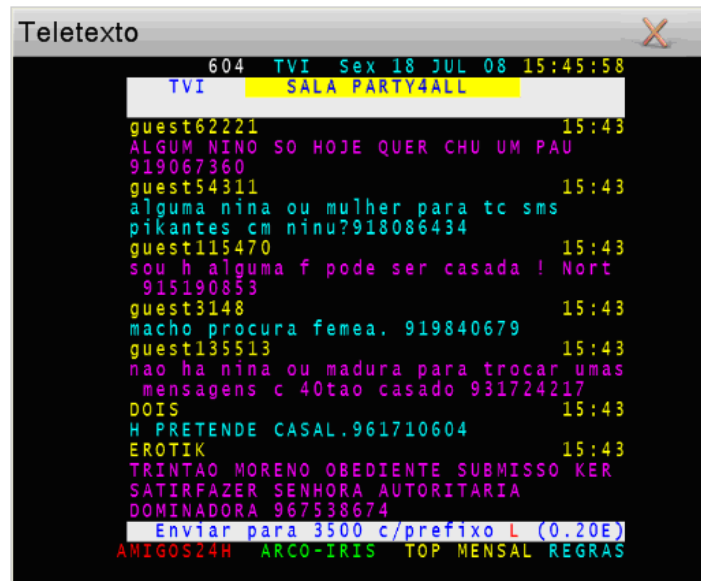 Teletexto
604 TVI Sex 18 JUL 08 15:45:58
TVI SALA PARTY4ALL
guest62221 15:43
ALGUM NINO SO HOJE QUER CHU UM PAU
919067360
guest54311 15:43
alguma nina ou mulher para tc sms
pikantes cm ninu?918086434
guest115470 15:43
sou h alguma f pode ser casada ! Nort
915190853
guest3148 15:43
macho procura femea. 919840679
guest135513 15:43
nao ha nina ou madura para trocar umas
mensagens c 40tao casado 931724217
DOIS 15:43
H PRETENDE CASAL.961710604
EROTIK 15:43
TRINTAO MORENO OBEDIENTE SUBMISSO KER
SATIRFAZER SENHORA AUTORITARIA
DOMINADORA 967538674
Enviar para 3500 c/prefixo L (0.20E)
AMIGOS24H ARCO-IRIS TOP MENSAL REGRAS